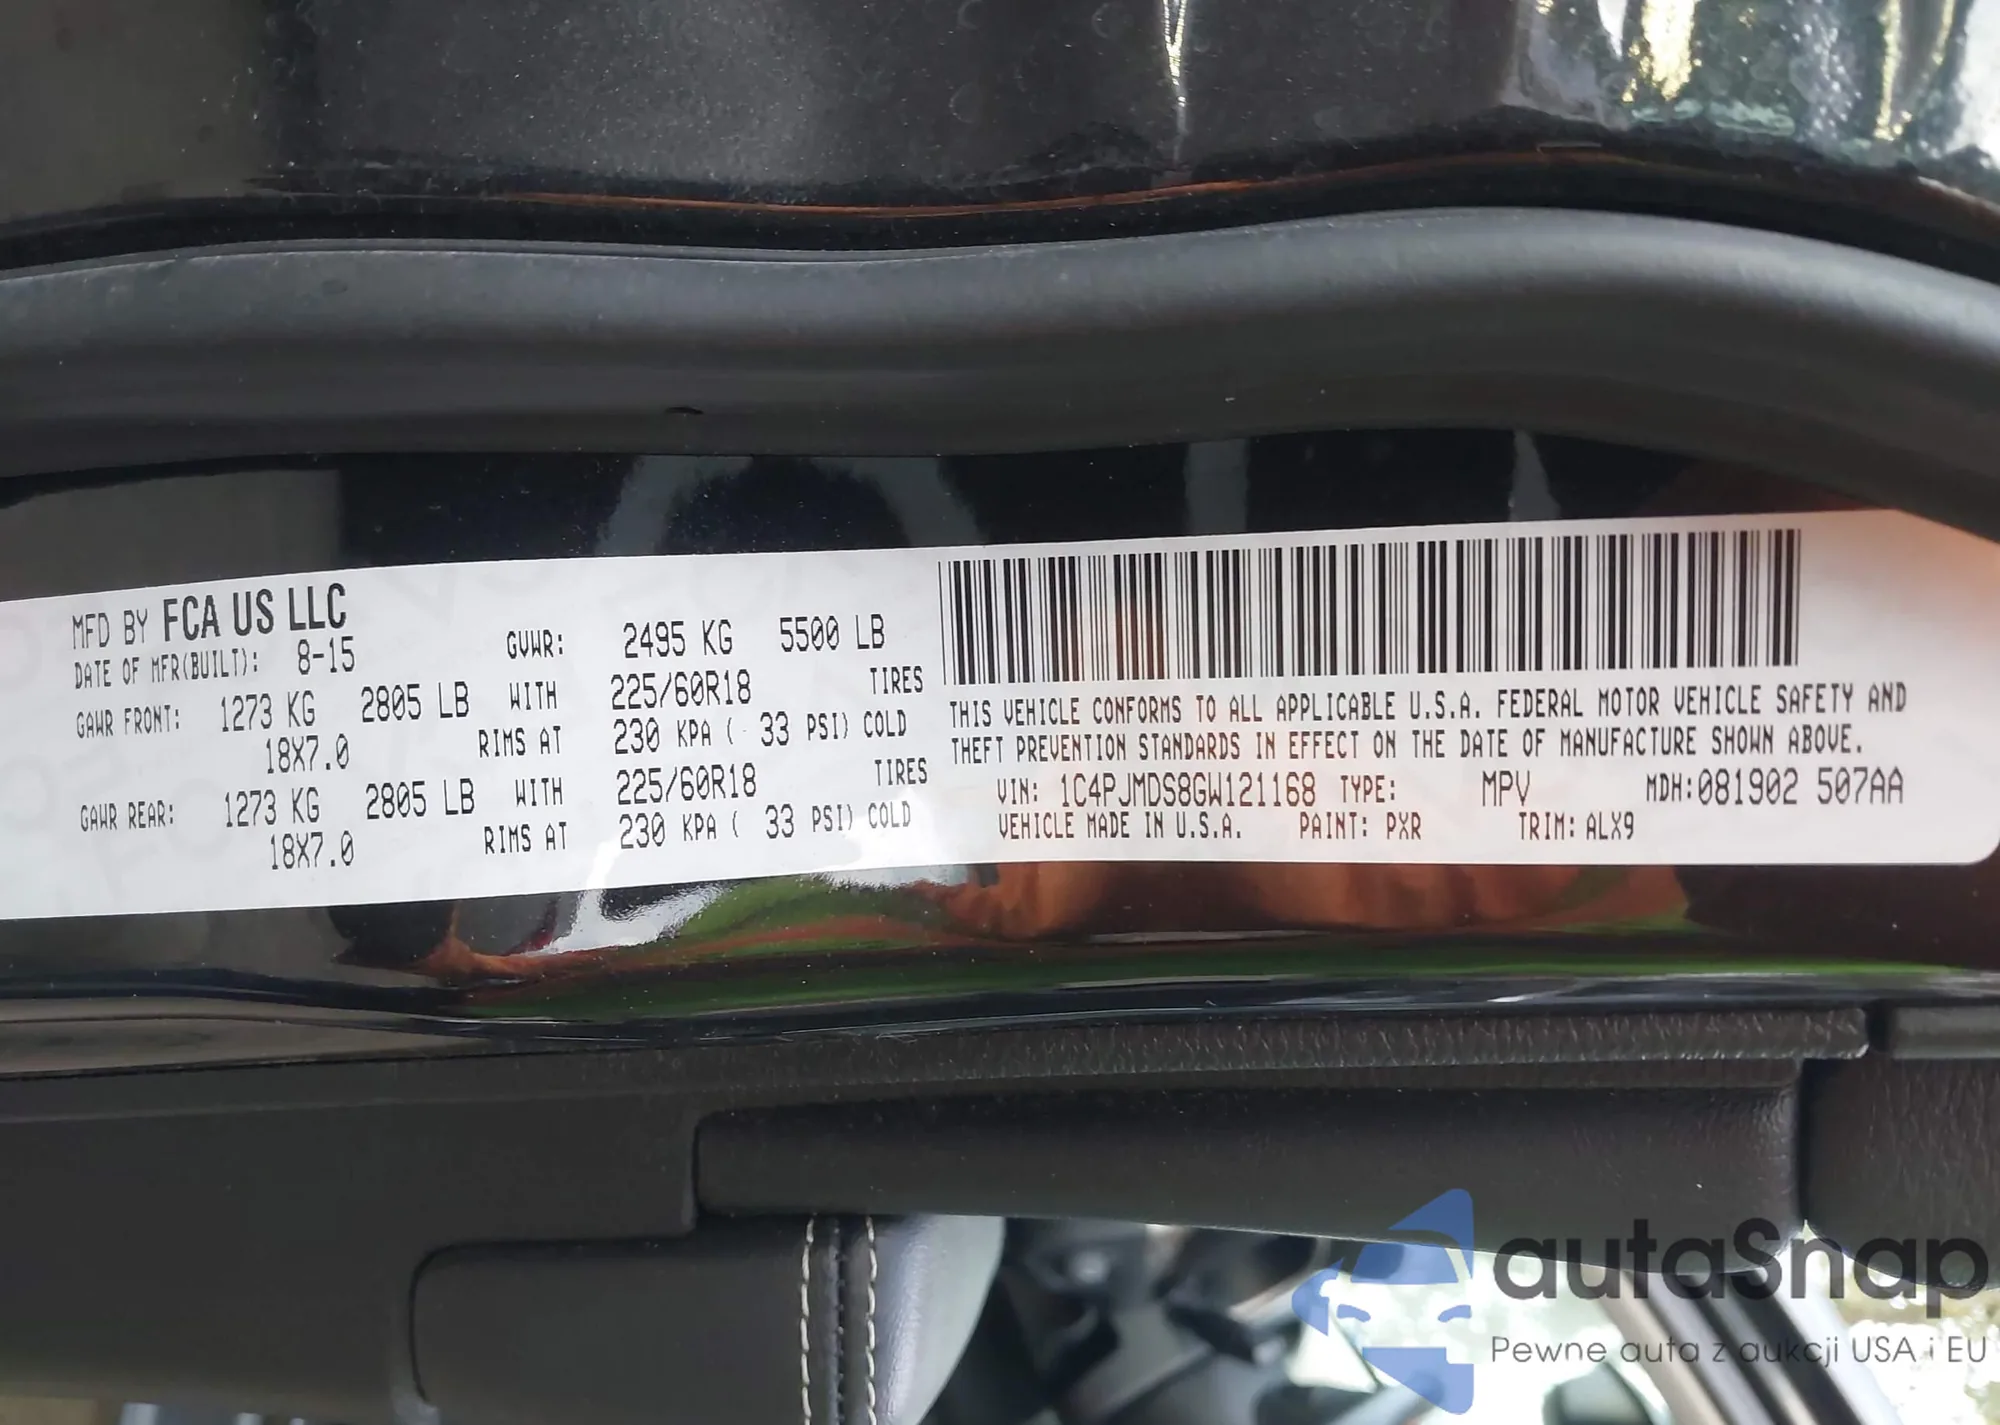 MFD BY FCA US LLC
DATE OF MFR(BUILT): 8-15 GVWR: 2495 KG 5500 LB
GAWR FRONT: 1273 KG 2805 LB WITH 225/60R18 TIRES
18X7.0 RIMS AT 230 KPA ( 33 PSI) COLD
GAWR REAR: 1273 KG 2805 LB WITH 225/60R18 TIRES
18X7.0 RIMS AT 230 KPA ( 33 PSI) COLD
THIS VEHICLE CONFORMS TO ALL APPLICABLE U.S.A. FEDERAL MOTOR VEHICLE SAFETY AND
THEFT PREVENTION STANDARDS IN EFFECT ON THE DATE OF MANUFACTURE SHOWN ABOVE.
VIN: 1C4PJMDS8GW121168 TYPE: MPV MDH:081902 507AA
VEHICLE MADE IN U.S.A. PAINT: PXR TRIM: ALX9
autaSnap
Pewne auta z aukcji USA i EU